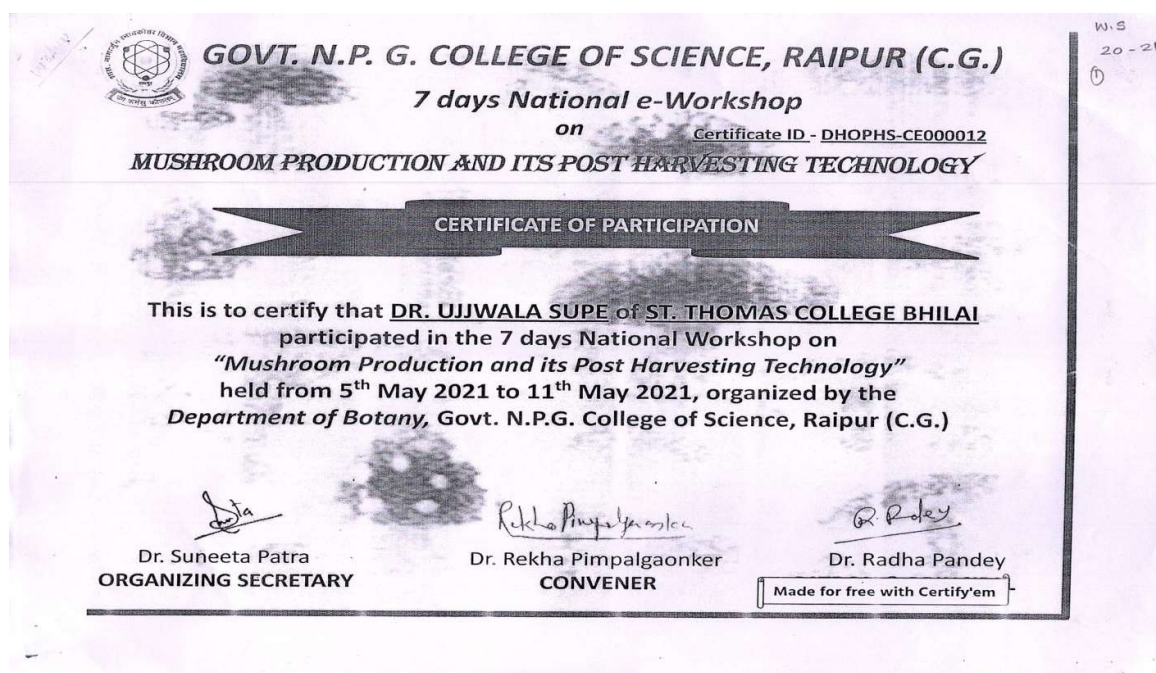 GOVT. N.P. G. COLLEGE OF SCIENCE, RAIPUR (C.G.)
7 days National e-Workshop
on
Certificate ID - DHOPHS-CE000012
MUSHROOM PRODUCTION AND ITS POST HARVESTING TECHNOLOGY
CERTIFICATE OF PARTICIPATION
This is to certify that DR. UJJWALA SUPE of ST. THOMAS COLLEGE BHILAI
participated in the 7 days National Workshop on
“Mushroom Production and its Post Harvesting Technology”
held from 5th May 2021 to 11th May 2021, organized by the
Department of Botany, Govt. N.P.G. College of Science, Raipur (C.G.)
Rekha Pimpalgaonker
Dr. Suneeta Patra
ORGANIZING SECRETARY
Dr. Rekha Pimpalgaonker
CONVENER
Dr. Radha Pandey
Made for free with Certify'em
W.S
20-21
1